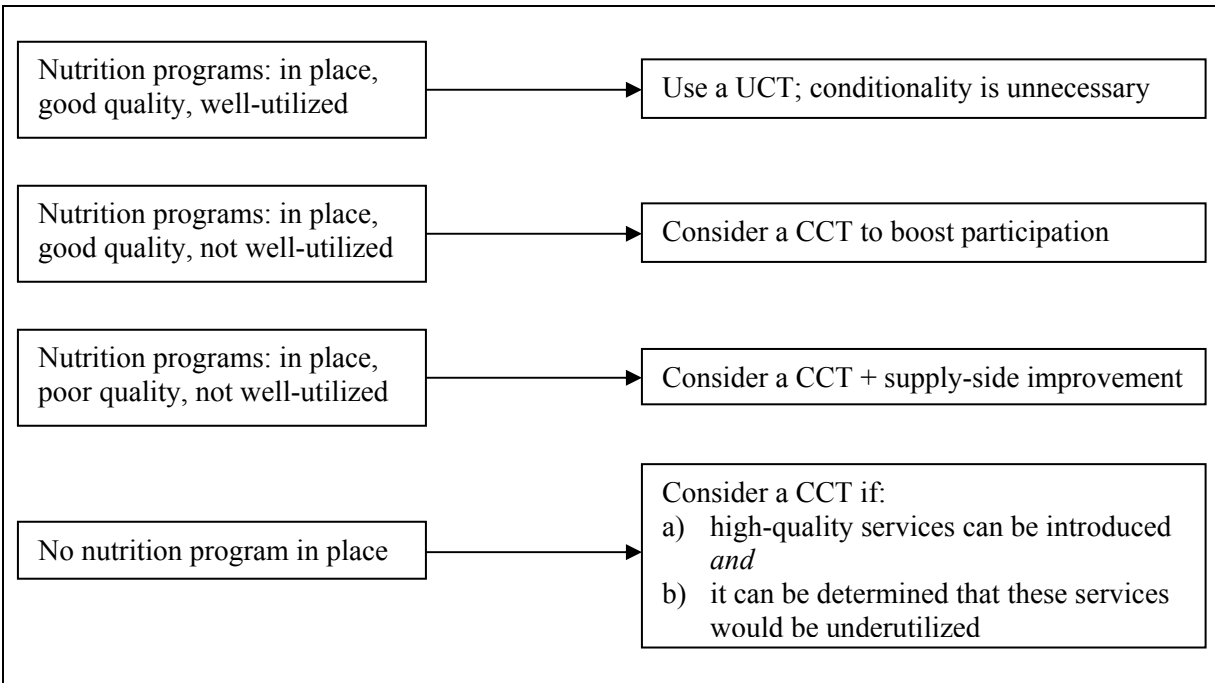 Nutrition programs: in place,
good quality, well-utilized
Use a UCT; conditionality is unnecessary
Nutrition programs: in place,
good quality, not well-utilized
Consider a CCT to boost participation
Nutrition programs: in place,
poor quality, not well-utilized
Consider a CCT + supply-side improvement
No nutrition program in place
Consider a CCT if:
a) high-quality services can be introduced
and
b) it can be determined that these services
would be underutilized